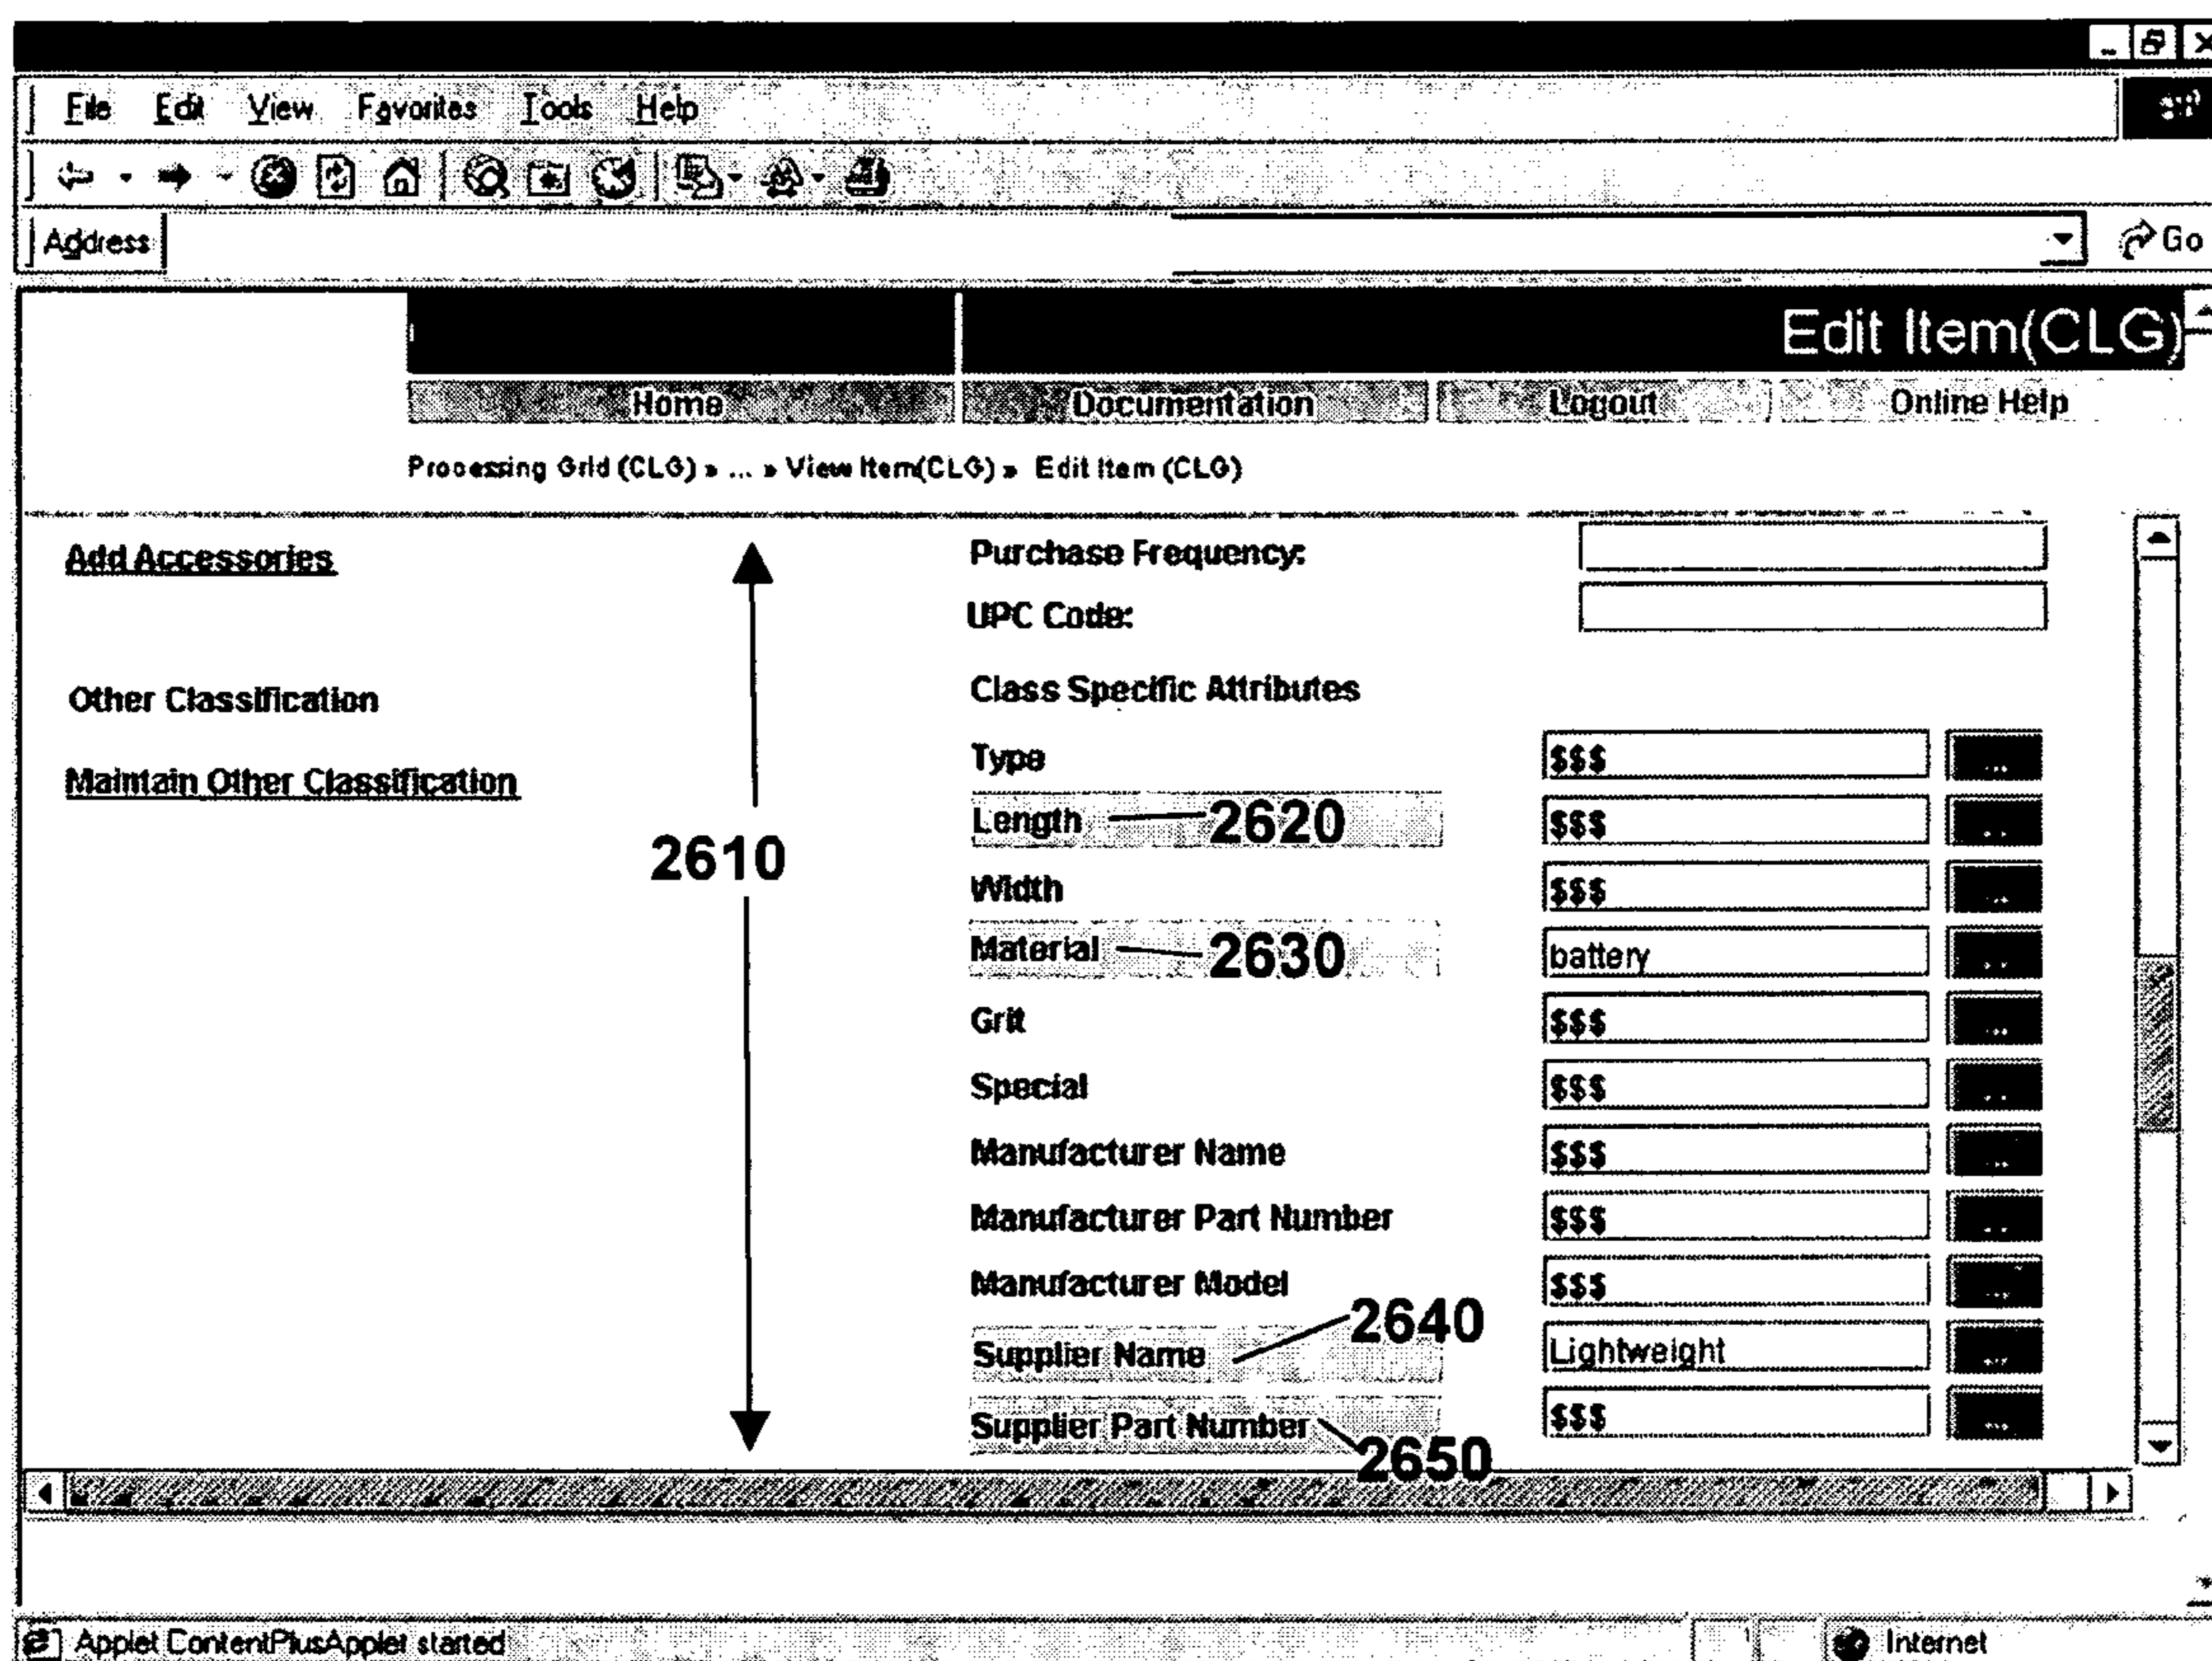 File Edit View Favorites Tools Help
Address
Go
Edit Item(CLG)
Home Documentation Logout Online Help
Processing Grid (CLG) » ... » View Item(CLG) » Edit Item (CLG)
Add Accessories
Other Classification
Maintain Other Classification
2610
Purchase Frequency:
UPC Code:
Class Specific Attributes
Type $$$ ...
Length 2620 $$$ ...
Width $$$ ...
Material 2630 battery ...
Grit $$$ ...
Special $$$ ...
Manufacturer Name $$$ ...
Manufacturer Part Number $$$ ...
Manufacturer Model $$$ ...
2640
Supplier Name Lightweight ...
Supplier Part Number $$$ ...
2650
Applet ContentPlusApplet started
Internet